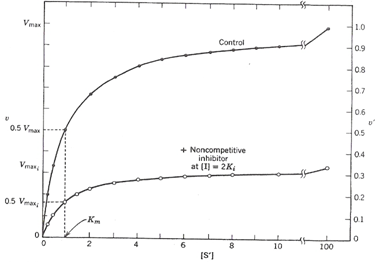 Vmax
Control
0.5 Vmax
v
Vmaxi
0.5 Vmaxi
+ Noncompetitive
inhibitor
at [I] = 2Ki
Km
1.0
0.9
0.8
0.7
0.6
0.5
0.4
0.3
0.2
0.1
0
v'
0 2 4 6 8 10 100
[S']